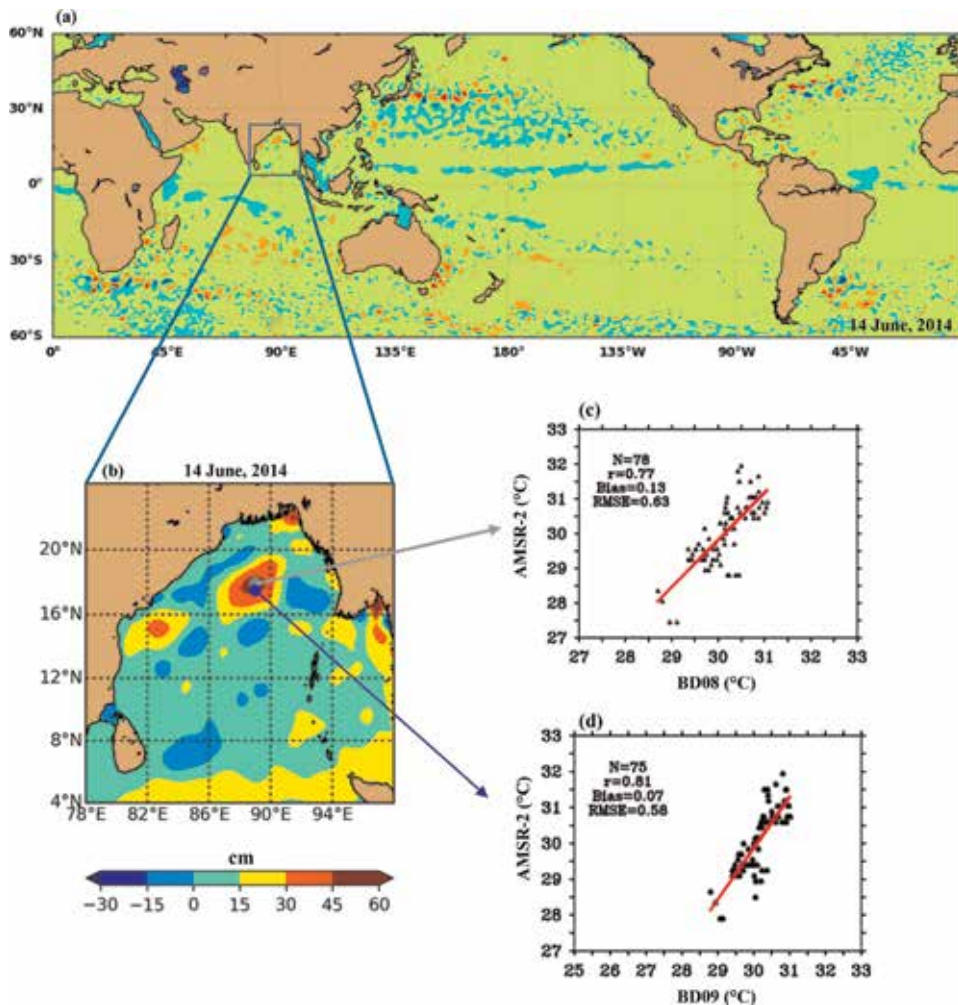 (a)
60°N
30°N
0°
30°S
60°S
14 June, 2014
0°
45°E
90°E
135°E
180°
135°W
90°W
45°W
(b)
14 June, 2014
20°N
16°N
12°N
8°N
4°N
78°E
82°E
86°E
90°E
94°E
cm
−30
−15
0
15
30
45
60
(c)
33
32
31
30
29
28
27
AMSR-2 (°C)
N=78
r=0.77
Bias=0.13
RMSE=0.63
27 28 29 30 31 32 33
BD08 (°C)
(d)
33
32
31
30
29
28
27
AMSR-2 (°C)
N=75
r=0.81
Bias=0.07
RMSE=0.58
25 26 27 28 29 30 31 32 33
BD09 (°C)